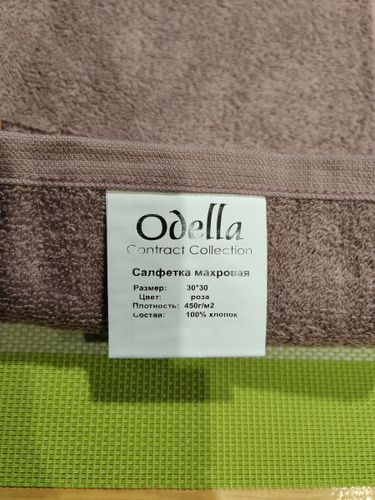 Odella
Contract Collection
Салфетка махровая
Размер: 30*30
Цвет: роза
Плотность: 450г/м2
Состав: 100% хлопок